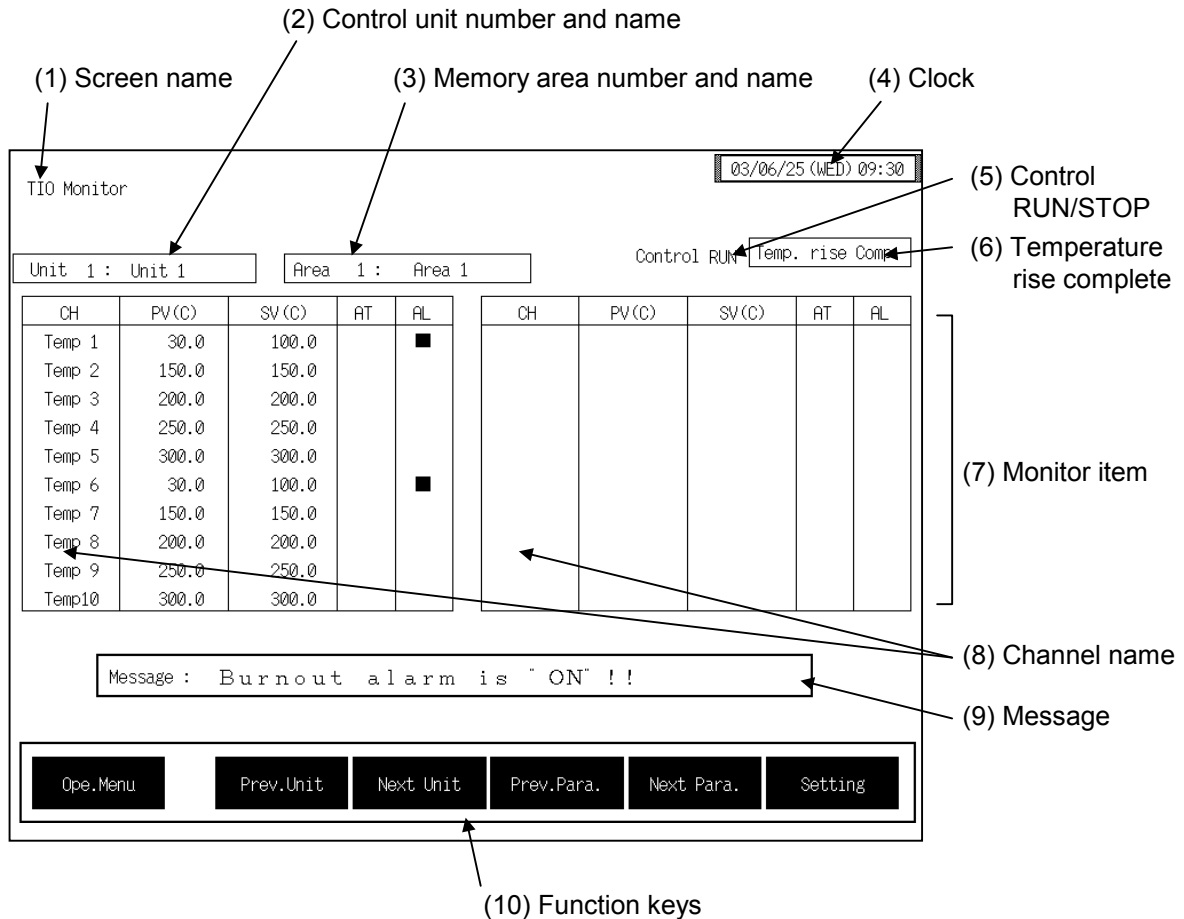 (2) Control unit number and name
(1) Screen name
(3) Memory area number and name
(4) Clock
03/06/25(WED) 09:30
TIO Monitor
(5) Control
RUN/STOP
Control RUN
Temp. rise Comp.
(6) Temperature
rise complete
Unit 1 : Unit 1
Area 1 : Area 1
CH PV(C) SV(C) AT AL CH PV(C) SV(C) AT AL
Temp 1 30.0 100.0 ■
Temp 2 150.0 150.0
Temp 3 200.0 200.0
Temp 4 250.0 250.0
Temp 5 300.0 300.0
Temp 6 30.0 100.0 ■
Temp 7 150.0 150.0
Temp 8 200.0 200.0
Temp 9 250.0 250.0
Temp10 300.0 300.0
(7) Monitor item
(8) Channel name
Message : Burnout alarm is "ON" !!
(9) Message
Ope.Menu Prev.Unit Next Unit Prev.Para. Next Para. Setting
(10) Function keys